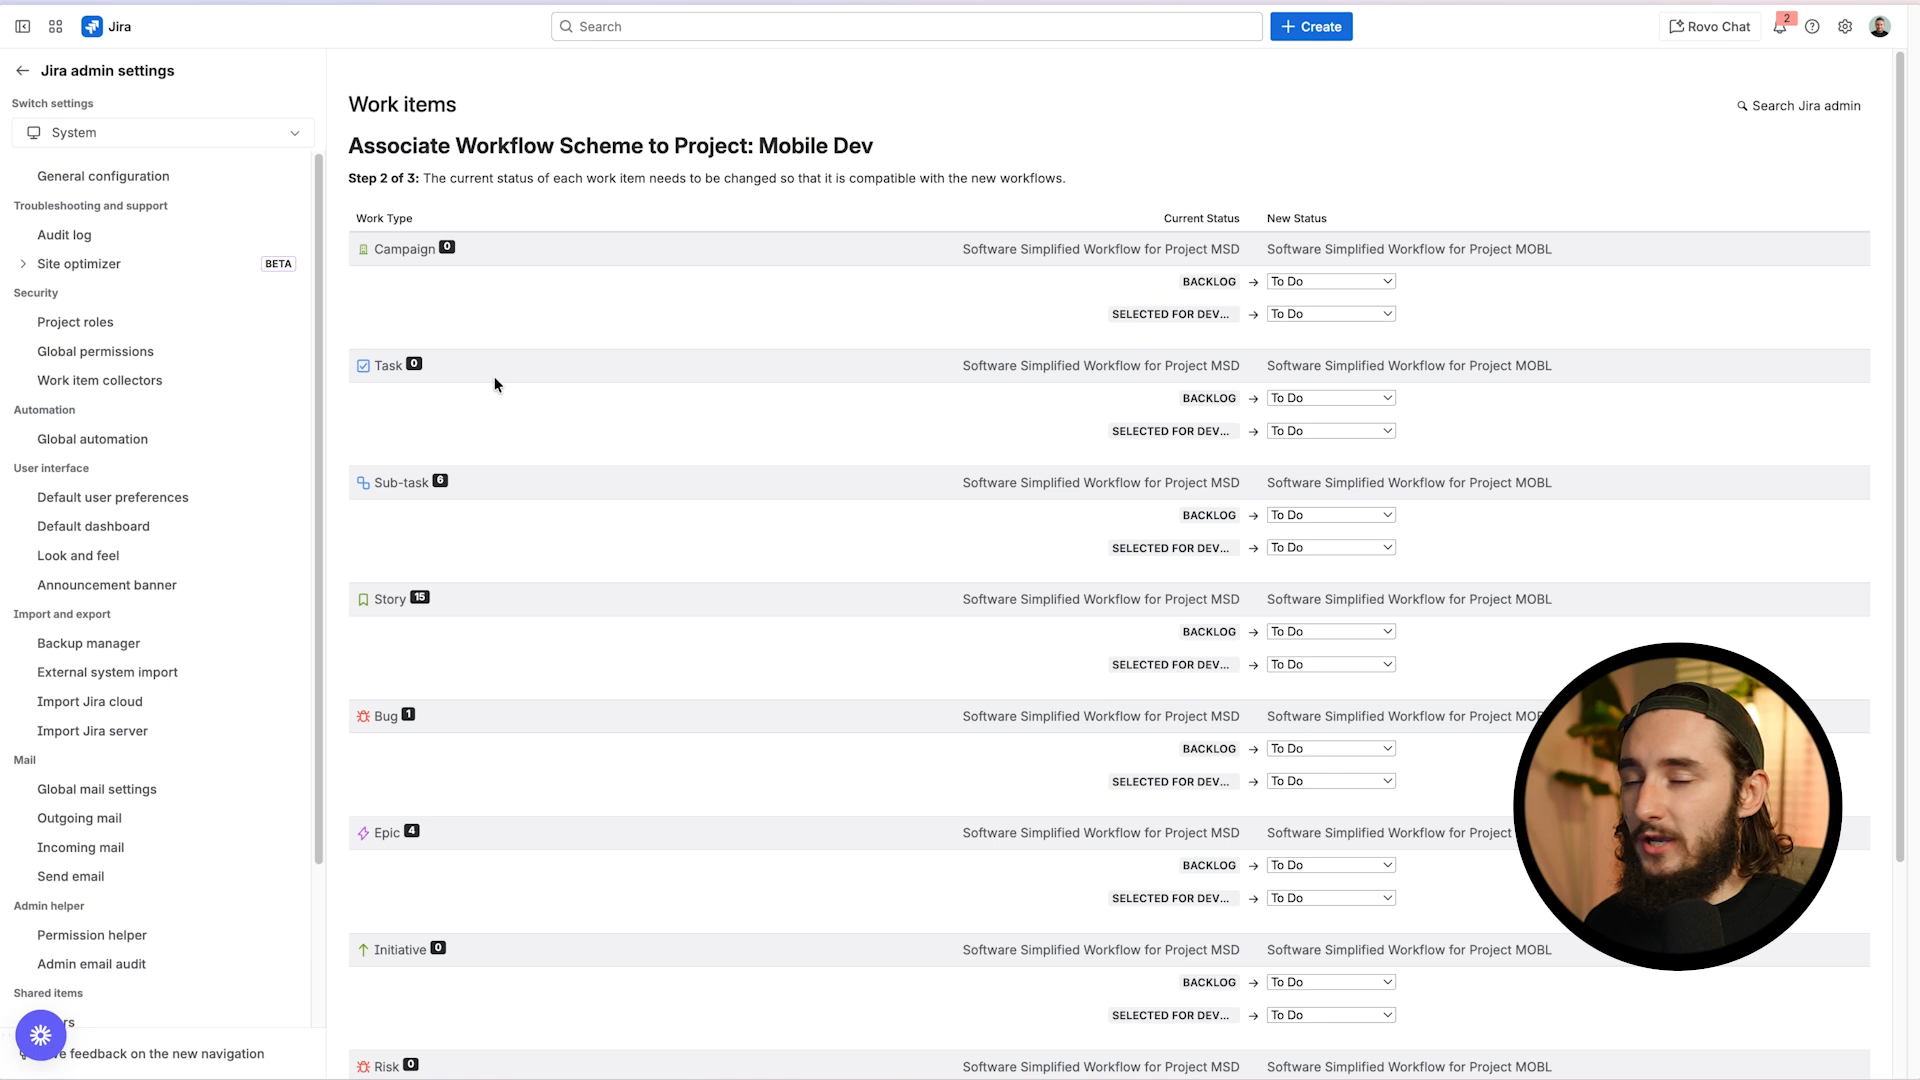 Jira
Search
Create
Rovo Chat
2
Jira admin settings
Switch settings
System
General configuration
Troubleshooting and support
Audit log
Site optimizer
BETA
Security
Project roles
Global permissions
Work item collectors
Automation
Global automation
User interface
Default user preferences
Default dashboard
Look and feel
Announcement banner
Import and export
Backup manager
External system import
Import Jira cloud
Import Jira server
Mail
Global mail settings
Outgoing mail
Incoming mail
Send email
Admin helper
Permission helper
Admin email audit
Shared items
feedback on the new navigation
Work items
Search Jira admin
Associate Workflow Scheme to Project: Mobile Dev
Step 2 of 3: The current status of each work item needs to be changed so that it is compatible with the new workflows.
Work Type Current Status New Status
Campaign 0 Software Simplified Workflow for Project MSD Software Simplified Workflow for Project MOBL
BACKLOG → To Do
SELECTED FOR DEV... → To Do
Task 0 Software Simplified Workflow for Project MSD Software Simplified Workflow for Project MOBL
BACKLOG → To Do
SELECTED FOR DEV... → To Do
Sub-task 6 Software Simplified Workflow for Project MSD Software Simplified Workflow for Project MOBL
BACKLOG → To Do
SELECTED FOR DEV... → To Do
Story 15 Software Simplified Workflow for Project MSD Software Simplified Workflow for Project MOBL
BACKLOG → To Do
SELECTED FOR DEV... → To Do
Bug 1 Software Simplified Workflow for Project MSD Software Simplified Workflow for Project
BACKLOG → To Do
SELECTED FOR DEV... → To Do
Epic 4 Software Simplified Workflow for Project MSD Software Simplified Workflow for Project
BACKLOG → To Do
SELECTED FOR DEV... → To Do
Initiative 0 Software Simplified Workflow for Project MSD Software Simplified Workflow for Project MOBL
BACKLOG → To Do
SELECTED FOR DEV... → To Do
Risk 0 Software Simplified Workflow for Project MSD Software Simplified Workflow for Project MOBL